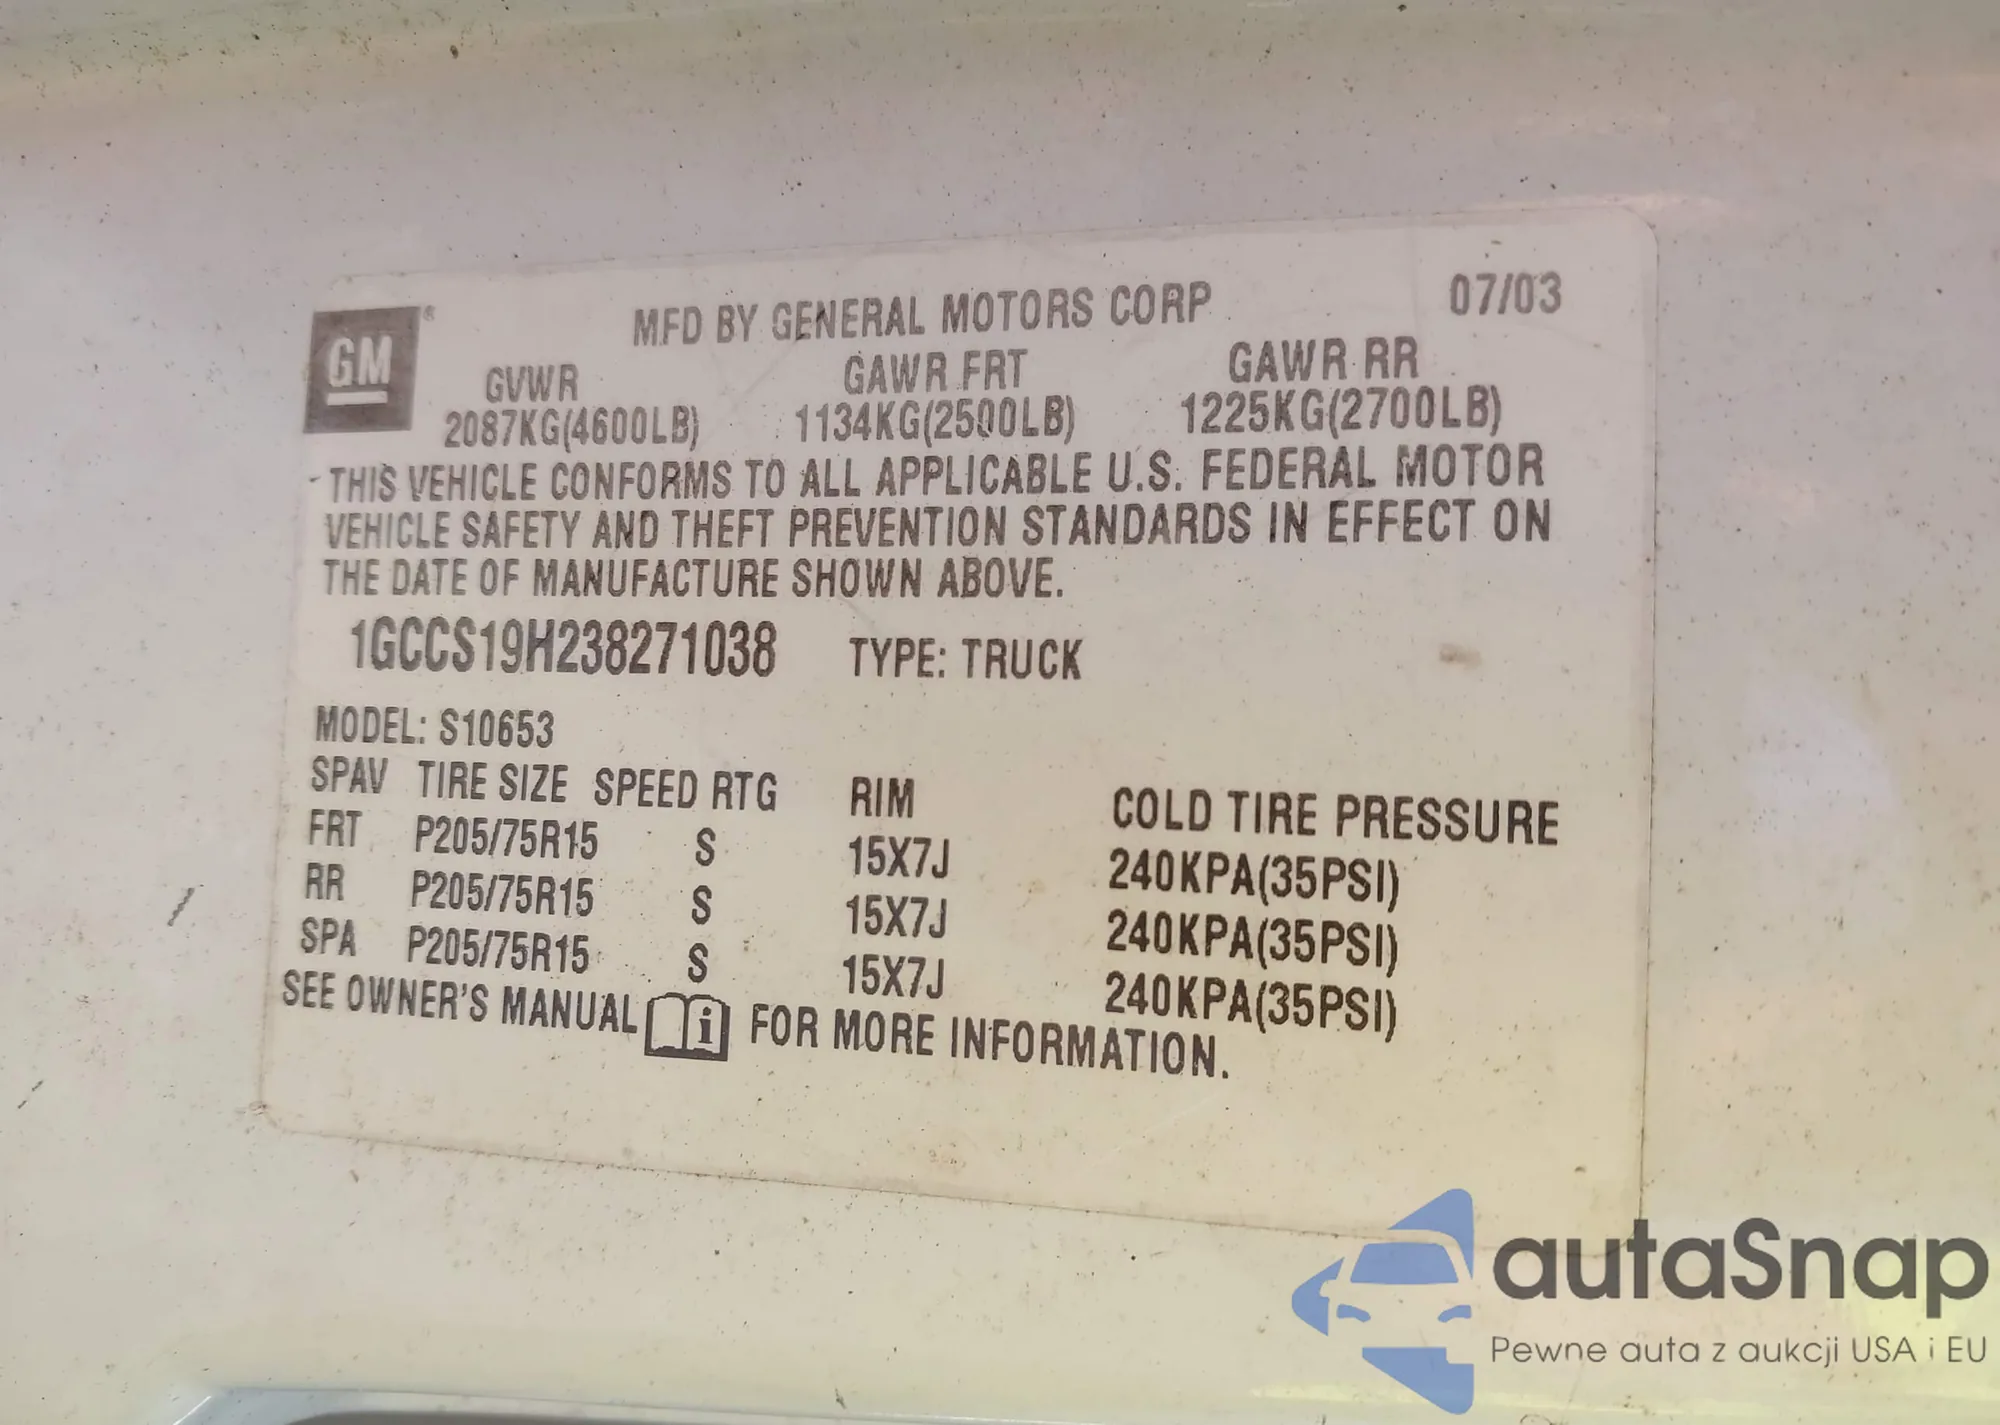 GM®
MFD BY GENERAL MOTORS CORP 07/03
GVWR GAWR FRT GAWR RR
2087KG(4600LB) 1134KG(2500LB) 1225KG(2700LB)
THIS VEHICLE CONFORMS TO ALL APPLICABLE U.S. FEDERAL MOTOR
VEHICLE SAFETY AND THEFT PREVENTION STANDARDS IN EFFECT ON
THE DATE OF MANUFACTURE SHOWN ABOVE.
1GCCS19H238271038 TYPE: TRUCK
MODEL: S10653
SPAV TIRE SIZE SPEED RTG RIM COLD TIRE PRESSURE
FRT P205/75R15 S 15X7J 240KPA(35PSI)
RR P205/75R15 S 15X7J 240KPA(35PSI)
SPA P205/75R15 S 15X7J 240KPA(35PSI)
SEE OWNER'S MANUAL i FOR MORE INFORMATION.
autaSnap
Pewne auta z aukcji USA i EU